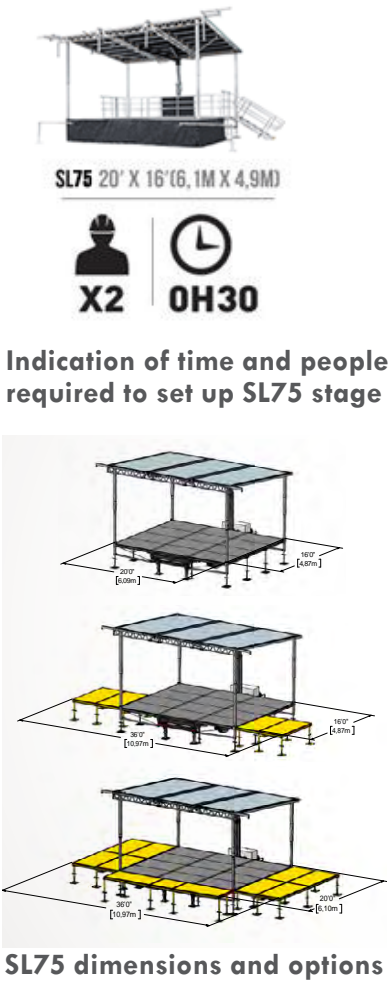 SL75 20' X 16'(6,1M X 4,9M)
X2
0H30
Indication of time and people
required to set up SL75 stage
20'0"
[6,09m]
16'0"
[4,87m]
36'0"
[10,97m]
16'0"
[4,87m]
36'0"
[10,97m]
20'0"
[6,10m]
SL75 dimensions and options